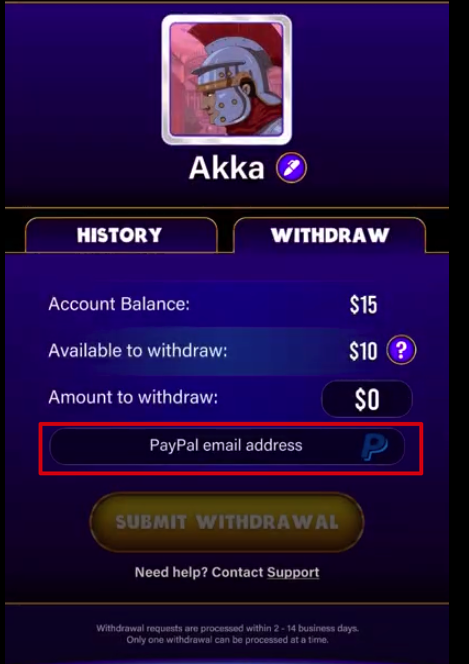 Akka
HISTORY
WITHDRAW
Account Balance:
$15
Available to withdraw:
$10 ?
Amount to withdraw:
$0
PayPal email address
SUBMIT WITHDRAWAL
Need help? Contact Support
Withdrawal requests are processed within 2 - 14 business days.
Only one withdrawal can be processed at a time.